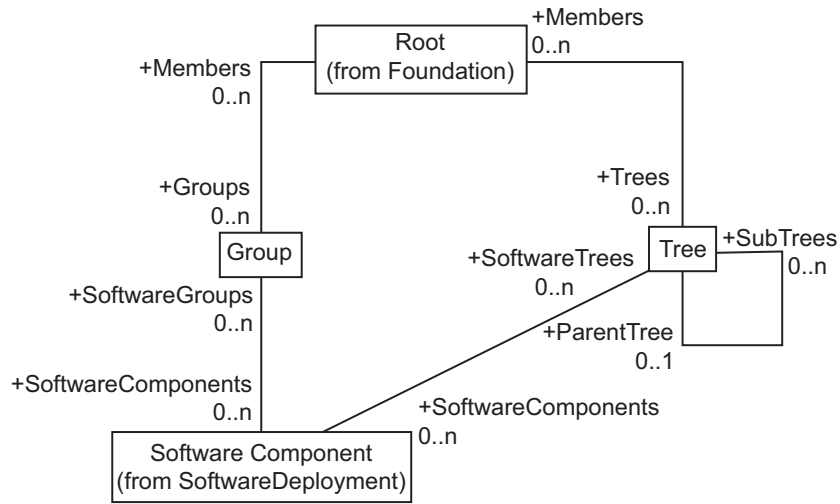 +Members
0..n
Root
(from Foundation)
+Members
0..n
+Groups
0..n
+Trees
0..n
Group
Tree
+SubTrees
0..n
+SoftwareGroups
0..n
+SoftwareTrees
0..n
+ParentTree
0..1
+SoftwareComponents
0..n
+SoftwareComponents
0..n
Software Component
(from SoftwareDeployment)